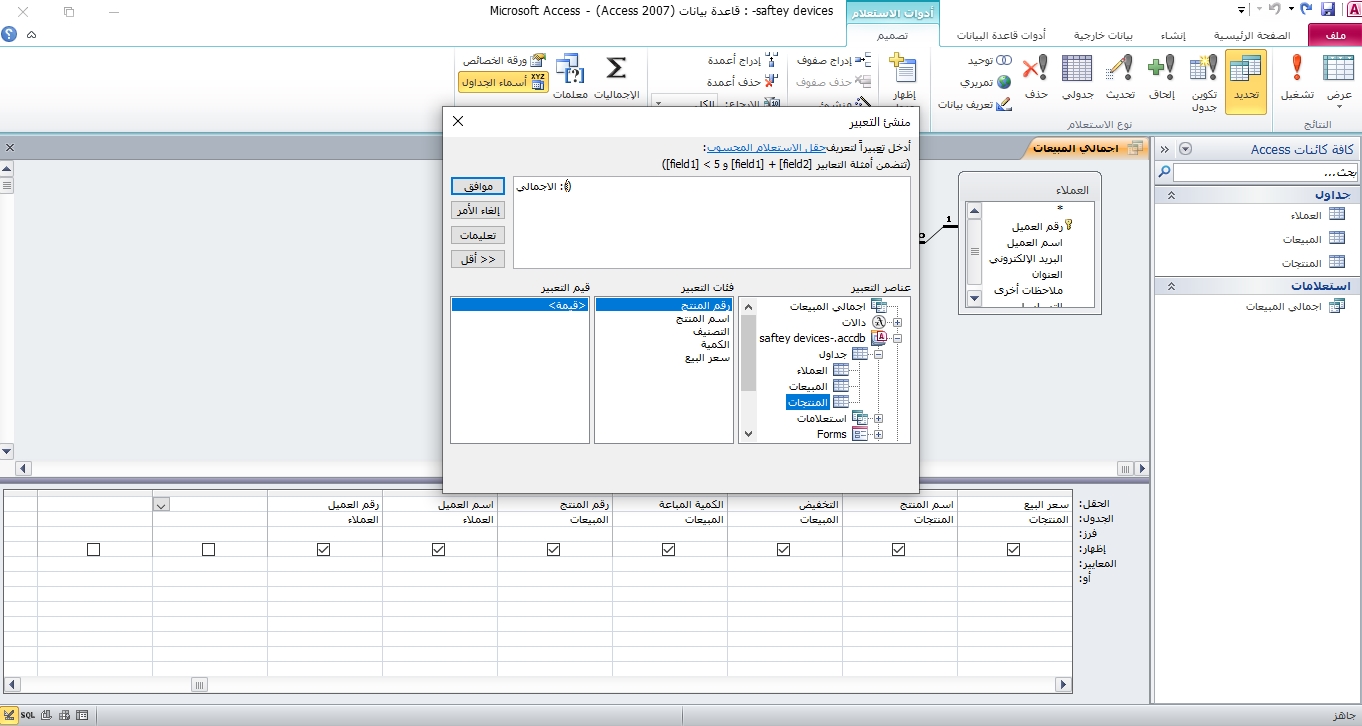 saftey devices- : قاعدة بيانات (Access 2007) - Microsoft Access
أدوات الاستعلام
ملف
الصفحة الرئيسية
إنشاء
بيانات خارجية
أدوات قاعدة البيانات
تصميم
عرض
تشغيل
النتائج
تحديد
تكوين جدول
إلحاق
تحديث
جدولي
حذف
توحيد
تمريري
تعريف بيانات
نوع الاستعلام
إظهار
إدراج صفوف
حذف صفوف
منشئ
إدراج أعمدة
حذف أعمدة
الإرجاع:
الكل
الإجماليات
معلمات
ورقة الخصائص
أسماء الجداول
كافة كائنات Access
بحث...
جداول
العملاء
المبيعات
المنتجات
استعلامات
اجمالي المبيعات
اجمالي المبيعات
العملاء
*
رقم العميل
اسم العميل
البريد الإلكتروني
العنوان
ملاحظات أخرى
1
منشئ التعبير
أدخل تعبيراً لتعريف حقل الاستعلام المحسوب:
(تتضمن أمثلة التعابير [field1] + [field2] و [field1] < 5)
الاجمالي :()
موافق
إلغاء الأمر
تعليمات
<< أقل
عناصر التعبير
اجمالي المبيعات
دالات
saftey devices-.accdb
جداول
العملاء
المبيعات
المنتجات
استعلامات
Forms
فئات التعبير
رقم المنتج
اسم المنتج
التصنيف
الكمية
سعر البيع
قيم التعبير
<قيمة>
الحقل: سعر البيع اسم المنتج التخفيض الكمية المباعة رقم المنتج اسم العميل رقم العميل
الجدول: المنتجات المنتجات المبيعات المبيعات المبيعات العملاء العملاء
فرز:
إظهار:
المعايير:
أو:
جاهز
SQL